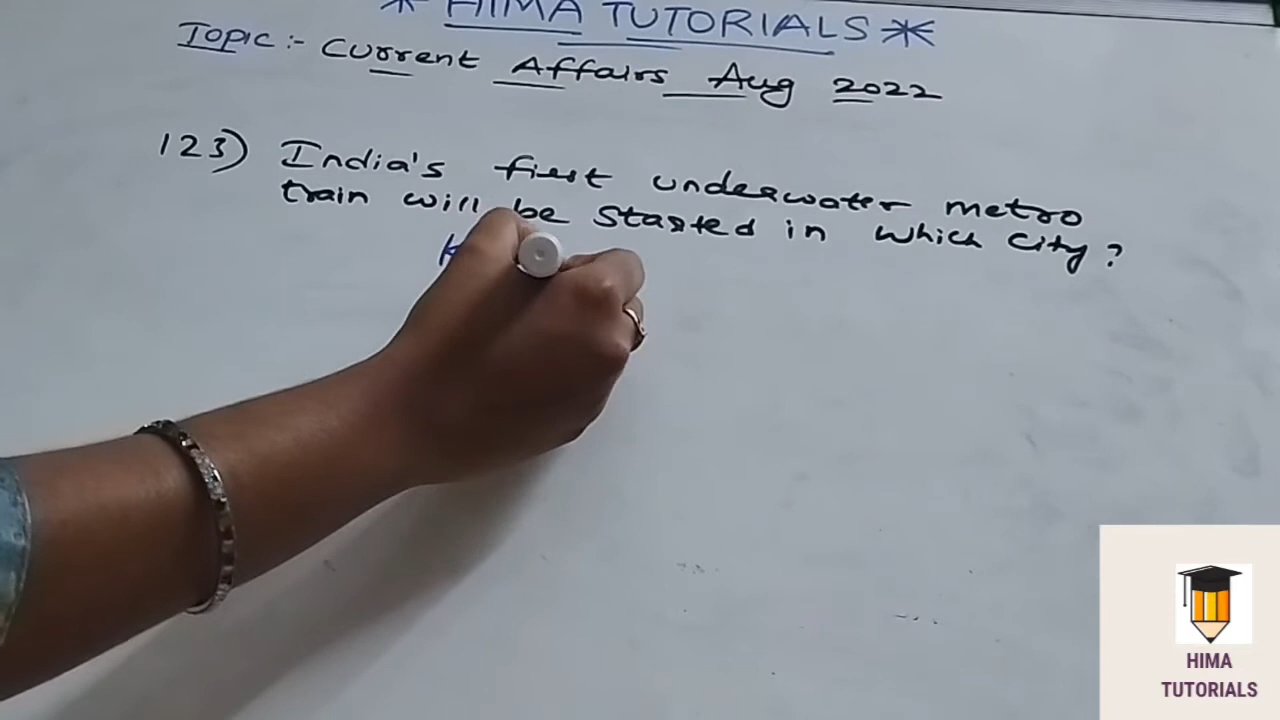 * HIMA TUTORIALS *
Topic:- Current Affairs Aug 2022
123) India's first underwater metro
train will be started in which city?
K
HIMA
TUTORIALS